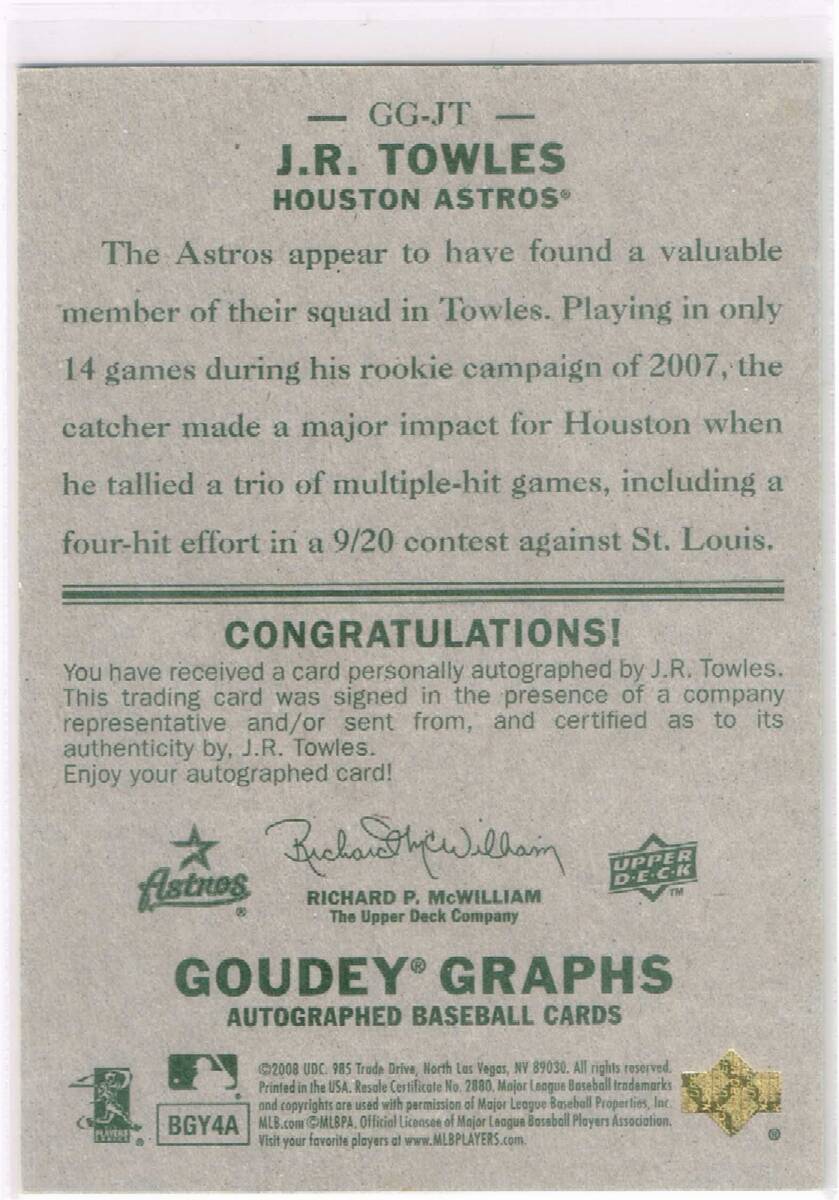 — GG-JT —
J.R. TOWLES
HOUSTON ASTROS®
The Astros appear to have found a valuable
member of their squad in Towles. Playing in only
14 games during his rookie campaign of 2007, the
catcher made a major impact for Houston when
he tallied a trio of multiple-hit games, including a
four-hit effort in a 9/20 contest against St. Louis.
CONGRATULATIONS!
You have received a card personally autographed by J.R. Towles.
This trading card was signed in the presence of a company
representative and/or sent from, and certified as to its
authenticity by, J.R. Towles.
Enjoy your autographed card!
Richard McWilliam
Astros®
UPPER
D·E·C·K™
RICHARD P. McWILLIAM
The Upper Deck Company
GOUDEY® GRAPHS
AUTOGRAPHED BASEBALL CARDS
©2008 UDC. 985 Trade Drive, North Las Vegas, NV 89030. All rights reserved.
Printed in the USA. Resale Certificate No. 2880. Major League Baseball trademarks
and copyrights are used with permission of Major League Baseball Properties, Inc.
MLB.com ©MLBPA. Official Licensee of Major League Baseball Players Association.
Visit your favorite players at www.MLBPLAYERS.com.
BGY4A
PLAYERS
®